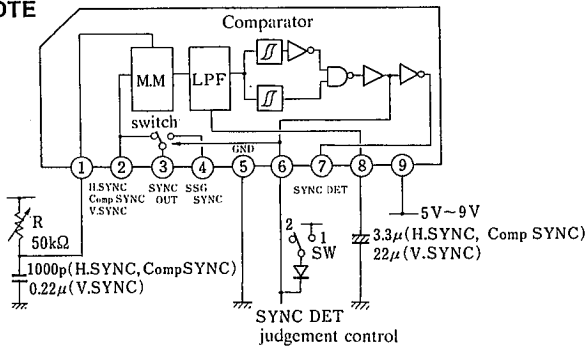 OTE
Comparator
M.M
LPF
switch
GND
1
2
3
4
5
6
7
8
9
H.SYNC
Comp SYNC
V.SYNC
SYNC
OUT
SSG
SYNC
SYNC DET
R
50kΩ
1000p(H.SYNC, CompSYNC)
0.22μ(V.SYNC)
2
1
SW
5V~9V
3.3μ(H.SYNC, Comp SYNC)
22μ(V.SYNC)
SYNC DET
judgement control